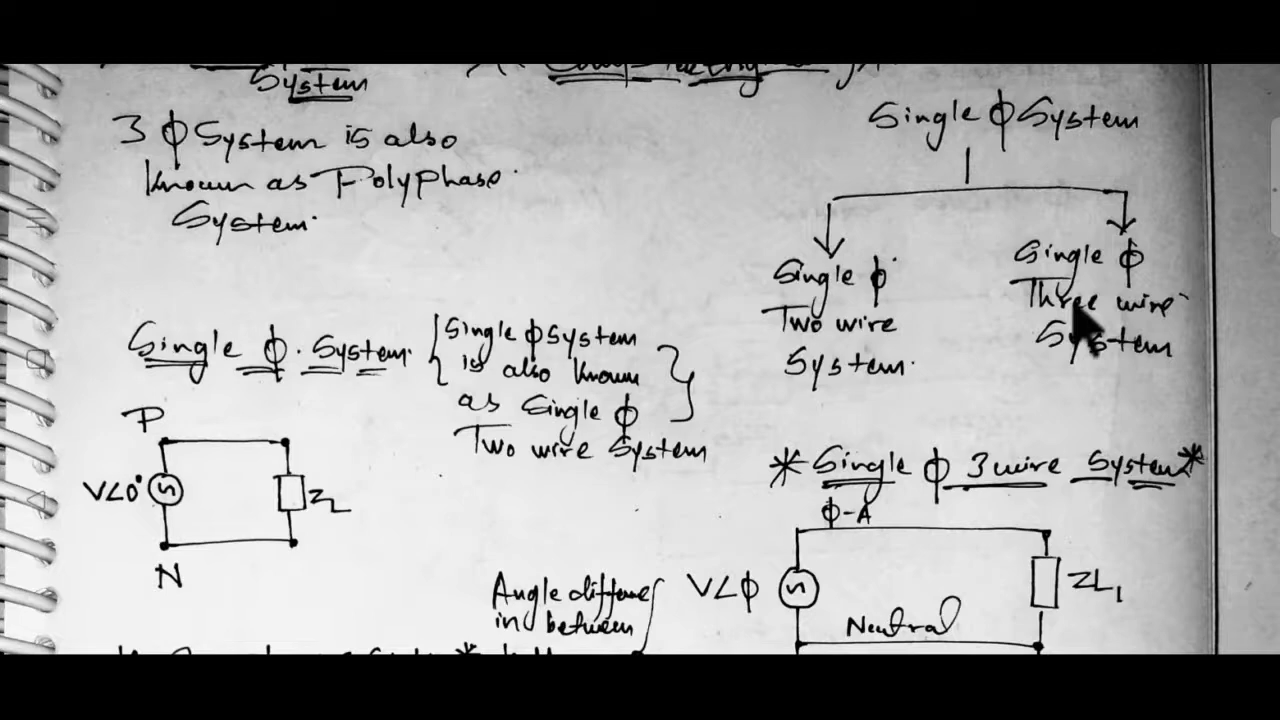 System
3 ϕ System is also
known as Polyphase
System.
Single ϕ System
Single ϕ
Two wire
System.
Single ϕ
Three wire
System
Single ϕ. System.
Single ϕ System
is also known
as Single ϕ
Two wire System
P
V∠0°
ZL
N
* Single ϕ 3 wire System *
ϕ-A
V∠ϕ
ZL1
Neutral
Angle
in between